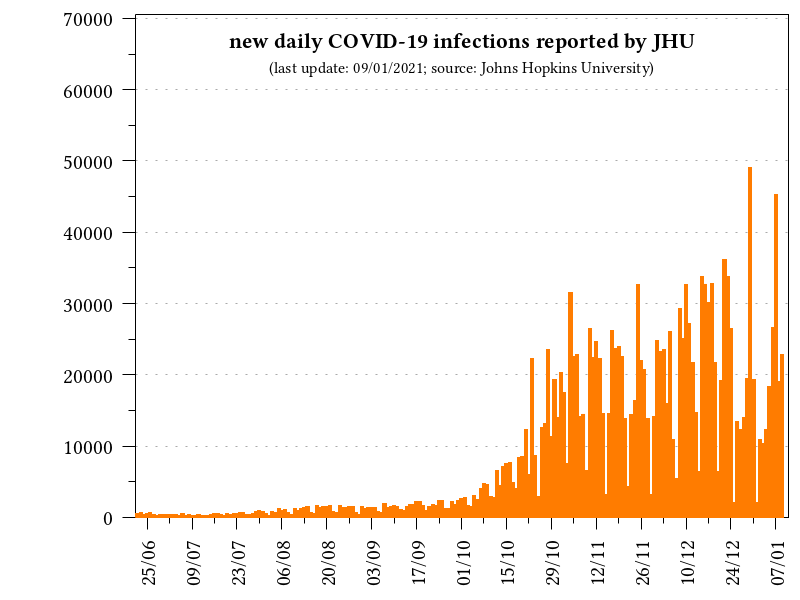 new daily COVID-19 infections reported by JHU
(last update: 09/01/2021; source: Johns Hopkins University)
70000
60000
50000
40000
30000
20000
10000
0
25/06 09/07 23/07 06/08 20/08 03/09 17/09 01/10 15/10 29/10 12/11 26/11 10/12 24/12 07/01